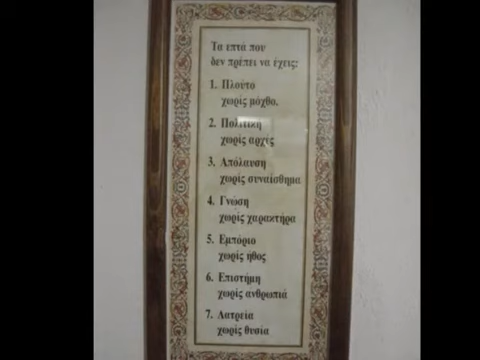 Τα επτά που
δεν πρέπει να έχεις:
1. Πλούτο
χωρίς μόχθο.
2. Πολιτική
χωρίς αρχές
3. Απόλαυση
χωρίς συναίσθημα
4. Γνώση
χωρίς χαρακτήρα
5. Εμπόριο
χωρίς ήθος
6. Επιστήμη
χωρίς ανθρωπιά
7. Λατρεία
χωρίς θυσία